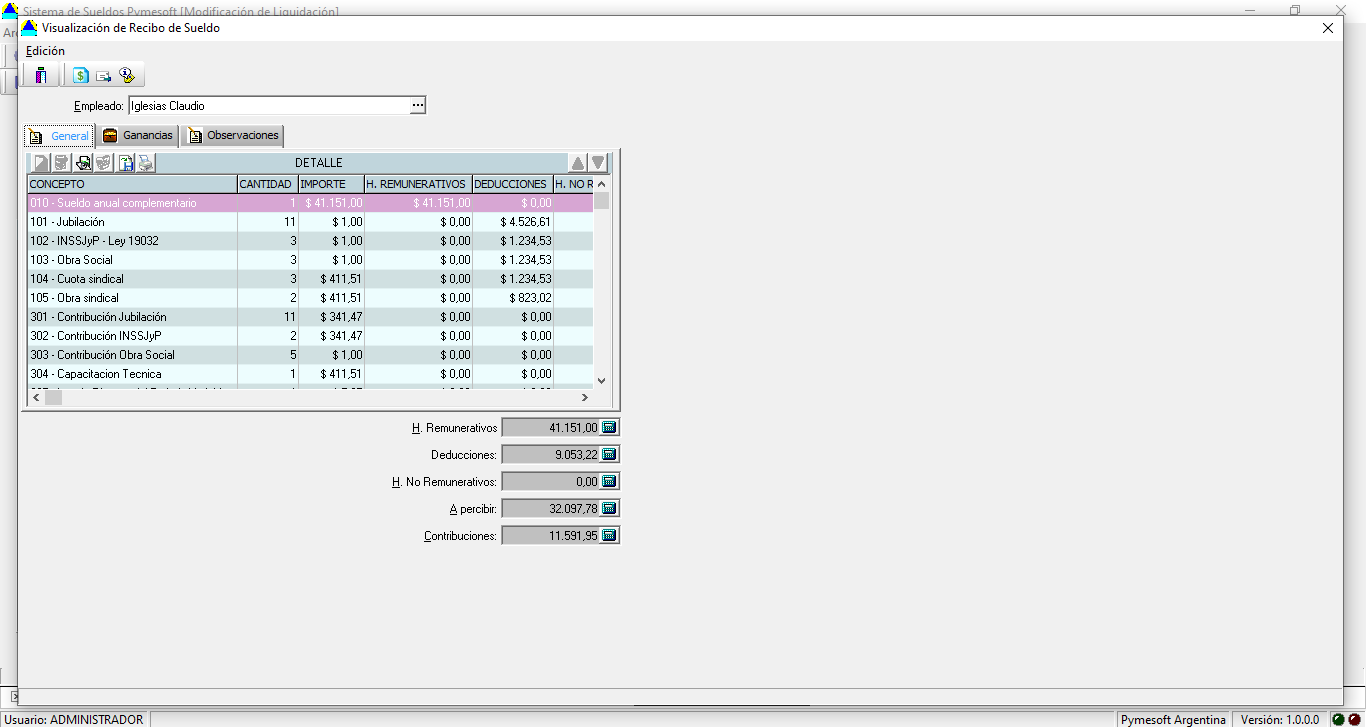 Sistema de Sueldos Pymesoft [Modificación de Liquidación]
Visualización de Recibo de Sueldo
Edición
Empleado: Iglesias Claudio
General Ganancias Observaciones
DETALLE
CONCEPTO CANTIDAD IMPORTE H. REMUNERATIVOS DEDUCCIONES H. NO R
010 - Sueldo anual complementario 1 $ 41.151,00 $ 41.151,00 $ 0,00
101 - Jubilación 11 $ 1,00 $ 0,00 $ 4.526,61
102 - INSSJyP - Ley 19032 3 $ 1,00 $ 0,00 $ 1.234,53
103 - Obra Social 3 $ 1,00 $ 0,00 $ 1.234,53
104 - Cuota sindical 3 $ 411,51 $ 0,00 $ 1.234,53
105 - Obra sindical 2 $ 411,51 $ 0,00 $ 823,02
301 - Contribución Jubilación 11 $ 341,47 $ 0,00 $ 0,00
302 - Contribución INSSJyP 2 $ 341,47 $ 0,00 $ 0,00
303 - Contribución Obra Social 5 $ 1,00 $ 0,00 $ 0,00
304 - Capacitacion Tecnica 1 $ 411,51 $ 0,00 $ 0,00
H. Remunerativos 41.151,00
Deducciones: 9.053,22
H. No Remunerativos: 0,00
A percibir: 32.097,78
Contribuciones: 11.591,95
Usuario: ADMINISTRADOR Pymesoft Argentina Versión: 1.0.0.0